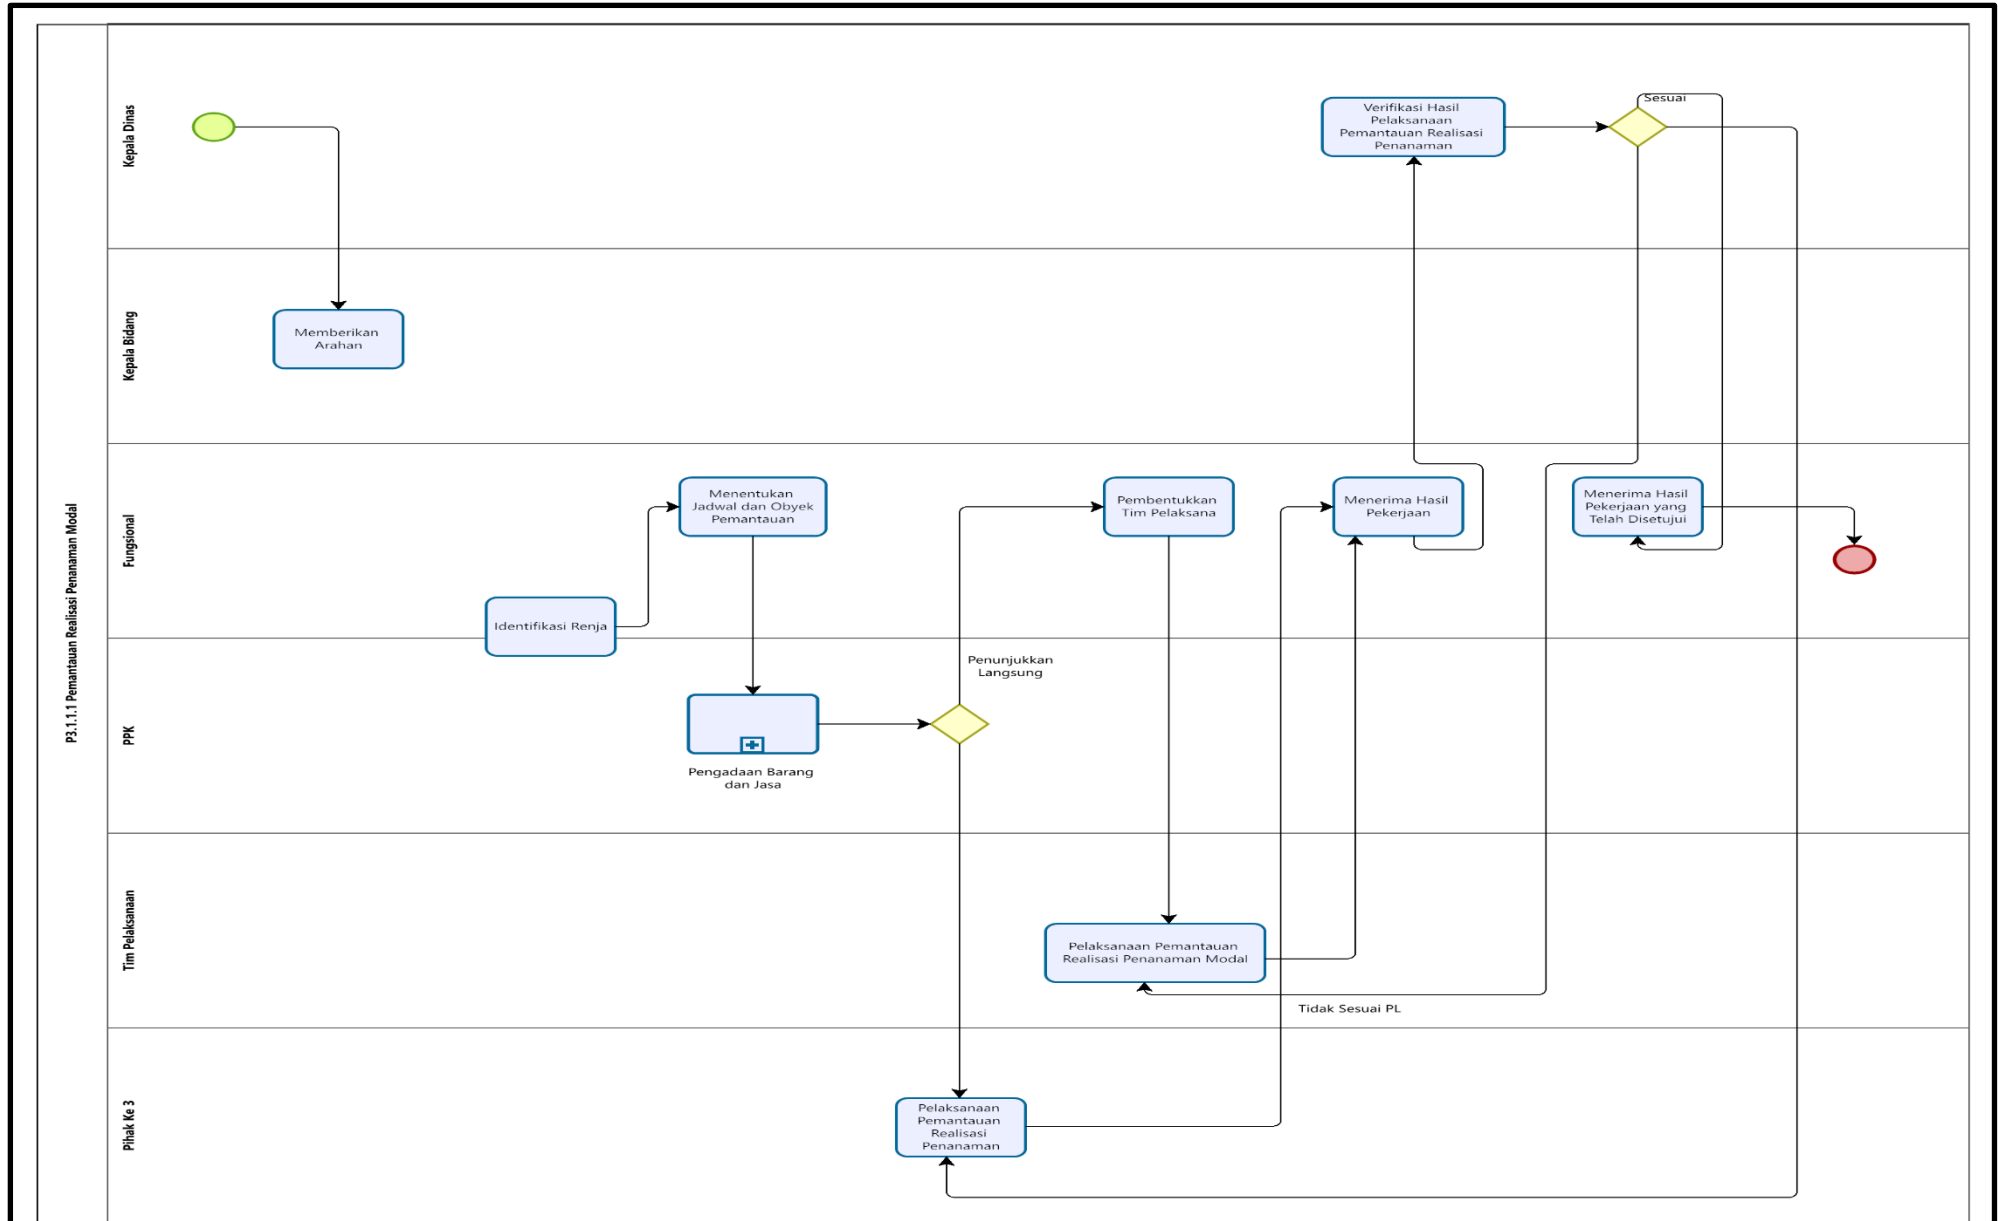 P3.1.1.1 Pemantauan Realisasi Penanaman Modal
Kepala Dinas
Verifikasi Hasil
Pelaksanaan
Pemantauan Realisasi
Penanaman
Sesuai
Kepala Bidang
Memberikan
Arahan
Fungsional
Identifikasi Renja
Menentukan
Jadwal dan Obyek
Pemantauan
Pembentukkan
Tim Pelaksana
Menerima Hasil
Pekerjaan
Menerima Hasil
Pekerjaan yang
Telah Disetujui
PPK
Pengadaan Barang
dan Jasa
Penunjukkan
Langsung
Tim Pelaksanaan
Pelaksanaan Pemantauan
Realisasi Penanaman Modal
Tidak Sesuai PL
Pihak Ke 3
Pelaksanaan
Pemantauan
Realisasi
Penanaman